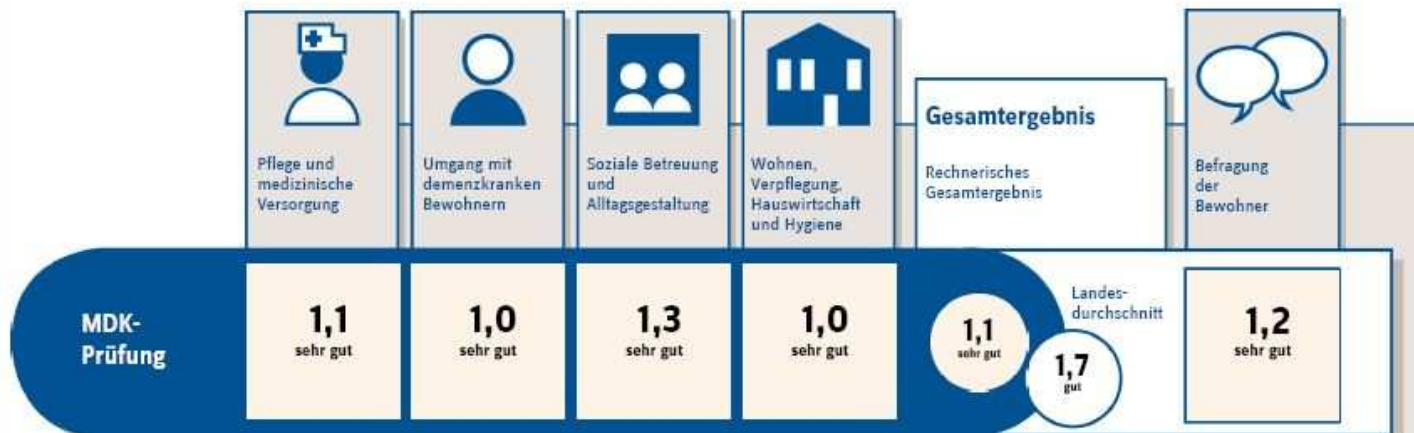 Pflege und
medizinische
Versorgung
Umgang mit
demenzkranken
Bewohnern
Soziale Betreuung
und
Alltagsgestaltung
Wohnen,
Verpflegung,
Hauswirtschaft
und Hygiene
Gesamtergebnis
Rechnerisches
Gesamtergebnis
Befragung
der
Bewohner
MDK-
Prüfung
1,1
sehr gut
1,0
sehr gut
1,3
sehr gut
1,0
sehr gut
1,1
sehr gut
Landes-
durchschnitt
1,7
gut
1,2
sehr gut